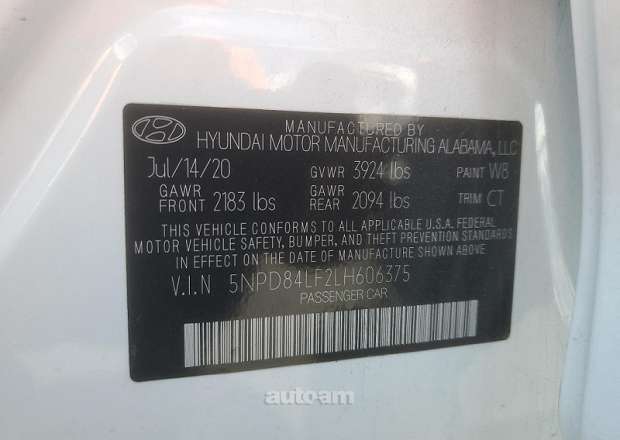 MANUFACTURED BY
HYUNDAI MOTOR MANUFACTURING ALABAMA, LLC
Jul/14/20 GVWR 3924 lbs PAINT W8
GAWR FRONT 2183 lbs GAWR REAR 2094 lbs TRIM CT
THIS VEHICLE CONFORMS TO ALL APPLICABLE U.S.A. FEDERAL
MOTOR VEHICLE SAFETY, BUMPER, AND THEFT PREVENTION STANDARDS
IN EFFECT ON THE DATE OF MANUFACTURE SHOWN ABOVE.
V.I.N 5NPD84LF2LH606375
PASSENGER CAR
auto.am